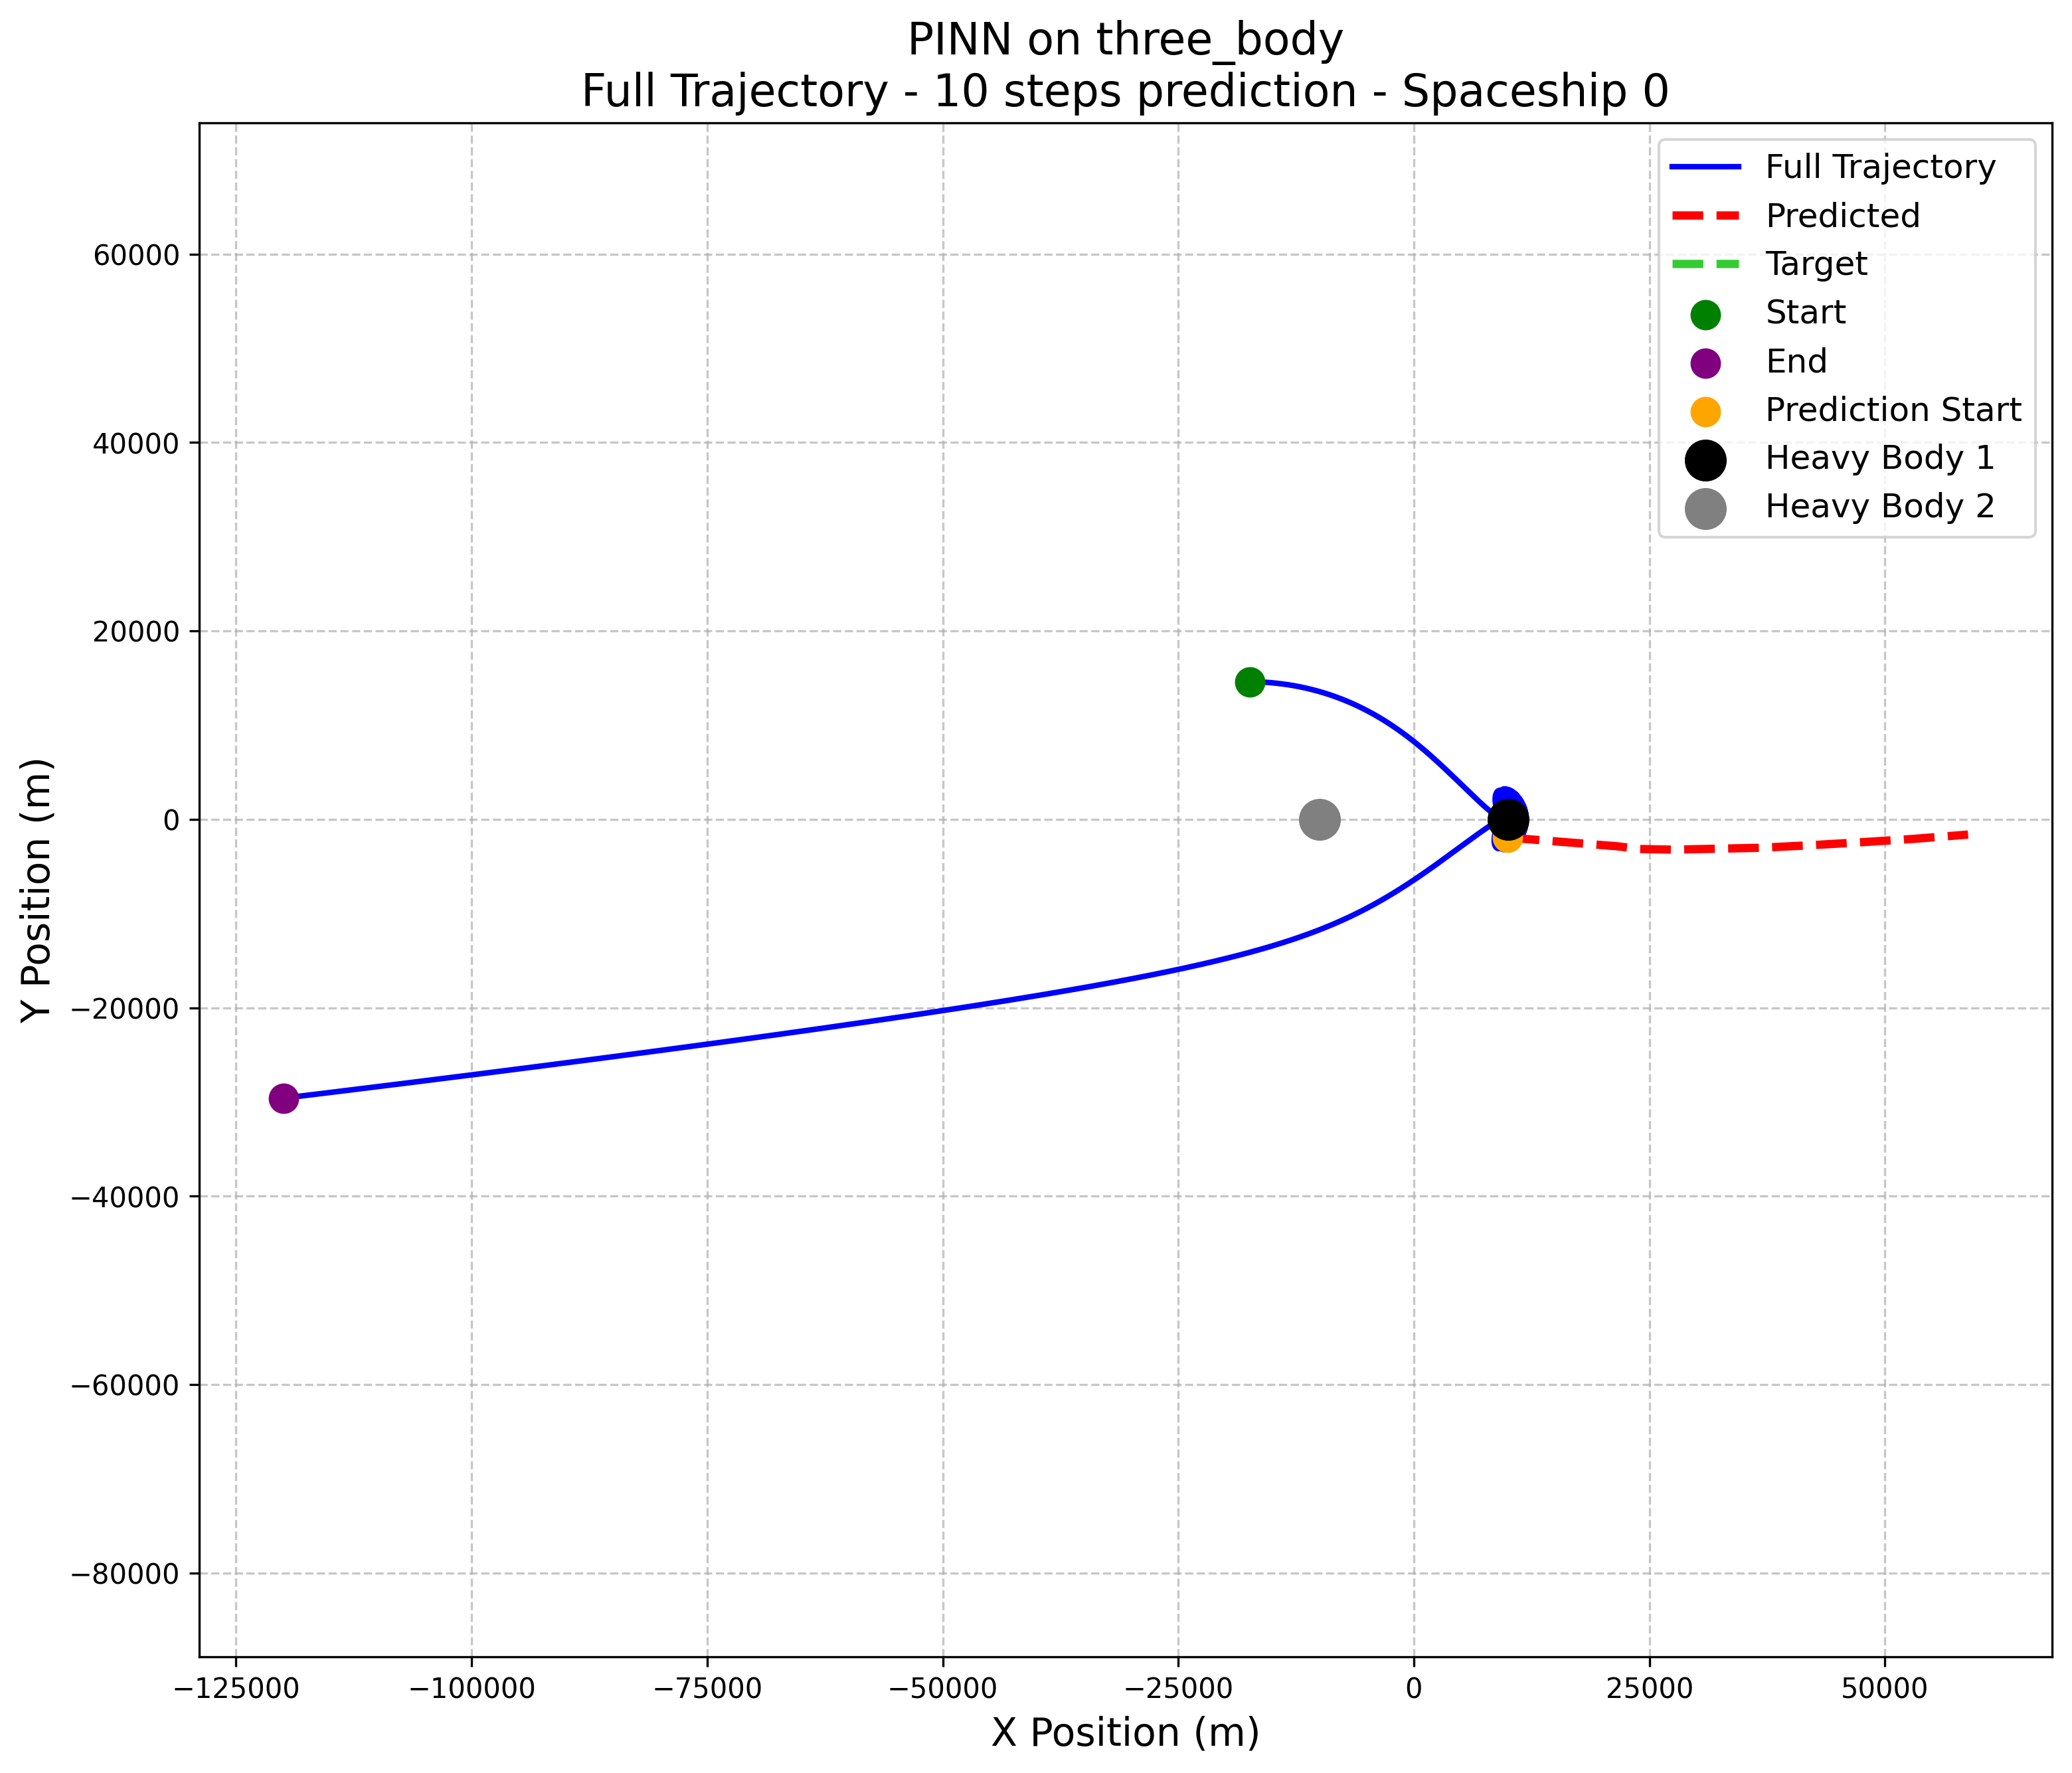 PINN on three_body
Full Trajectory - 10 steps prediction - Spaceship 0
Full Trajectory
Predicted
Target
Start
End
Prediction Start
Heavy Body 1
Heavy Body 2
Y Position (m)
60000
40000
20000
0
−20000
−40000
−60000
−80000
−125000
−100000
−75000
−50000
−25000
0
25000
50000
X Position (m)